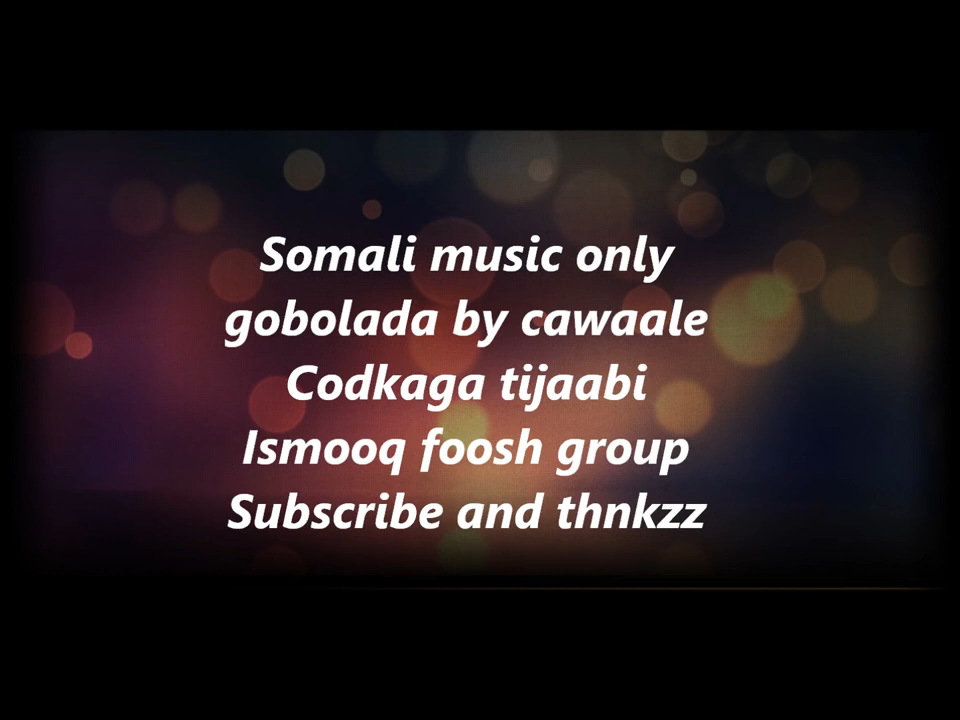 Somali music only
gobolada by cawaale
Codkaga tijaabi
Ismooq foosh group
Subscribe and thnkzz